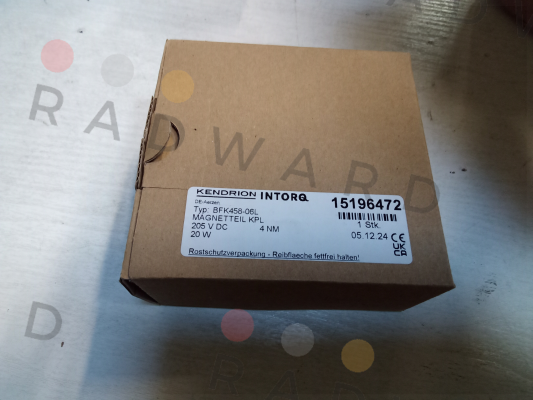 RADWARD
KENDRION INTORQ
15196472
DE-Aerzen
Typ: BFK458-06L
MAGNETTEIL KPL
1 Stk
205 V DC 4 NM
05.12.24 CE
20 W
UK
CA
Rostschutzverpackung - Reibflaeche fettfrei halten!
RADWARD